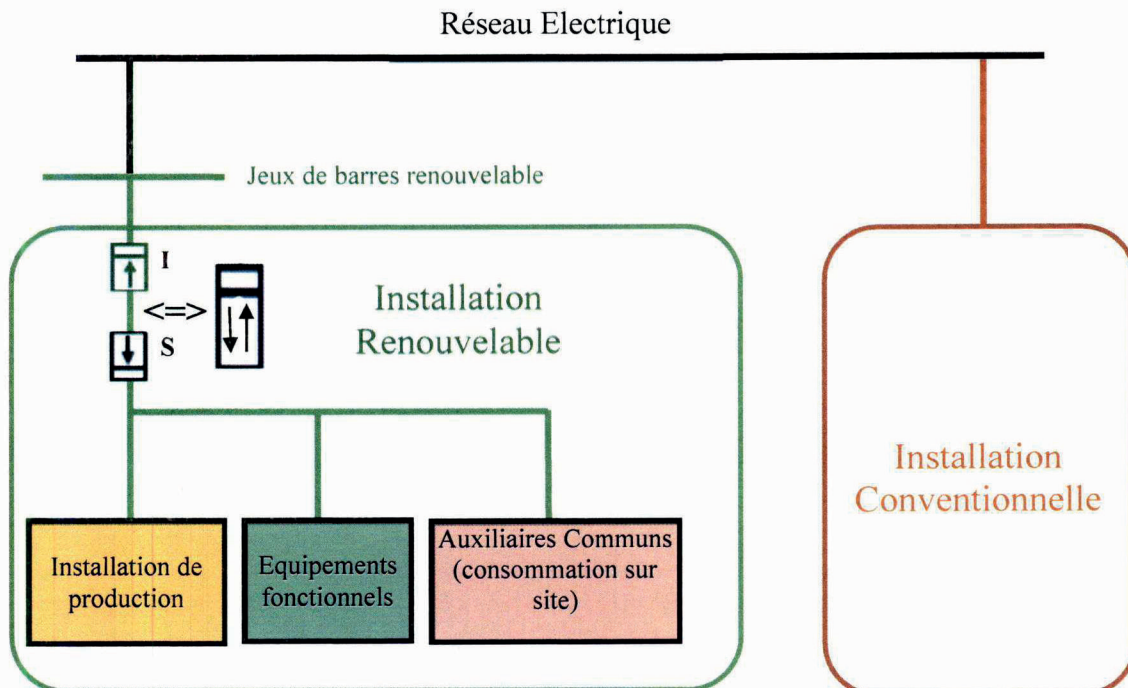 Réseau Electrique
Jeux de barres renouvelable
I
<=>
S
Installation
Renouvelable
Installation
Conventionnelle
Installation de
production
Equipements
fonctionnels
Auxiliaires Communs
(consommation sur
site)